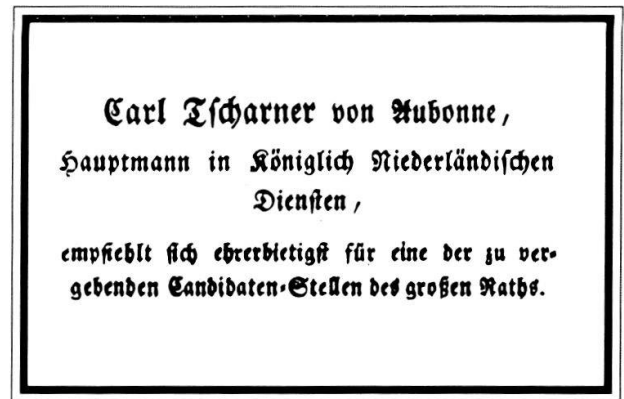 Carl Tscharner von Aubonne,
Hauptmann in Königlich Niederländischen
Diensten,
empfiehlt sich ehrerbietigst für eine der zu ver-
gebenden Candidaten-Stellen des großen Raths.